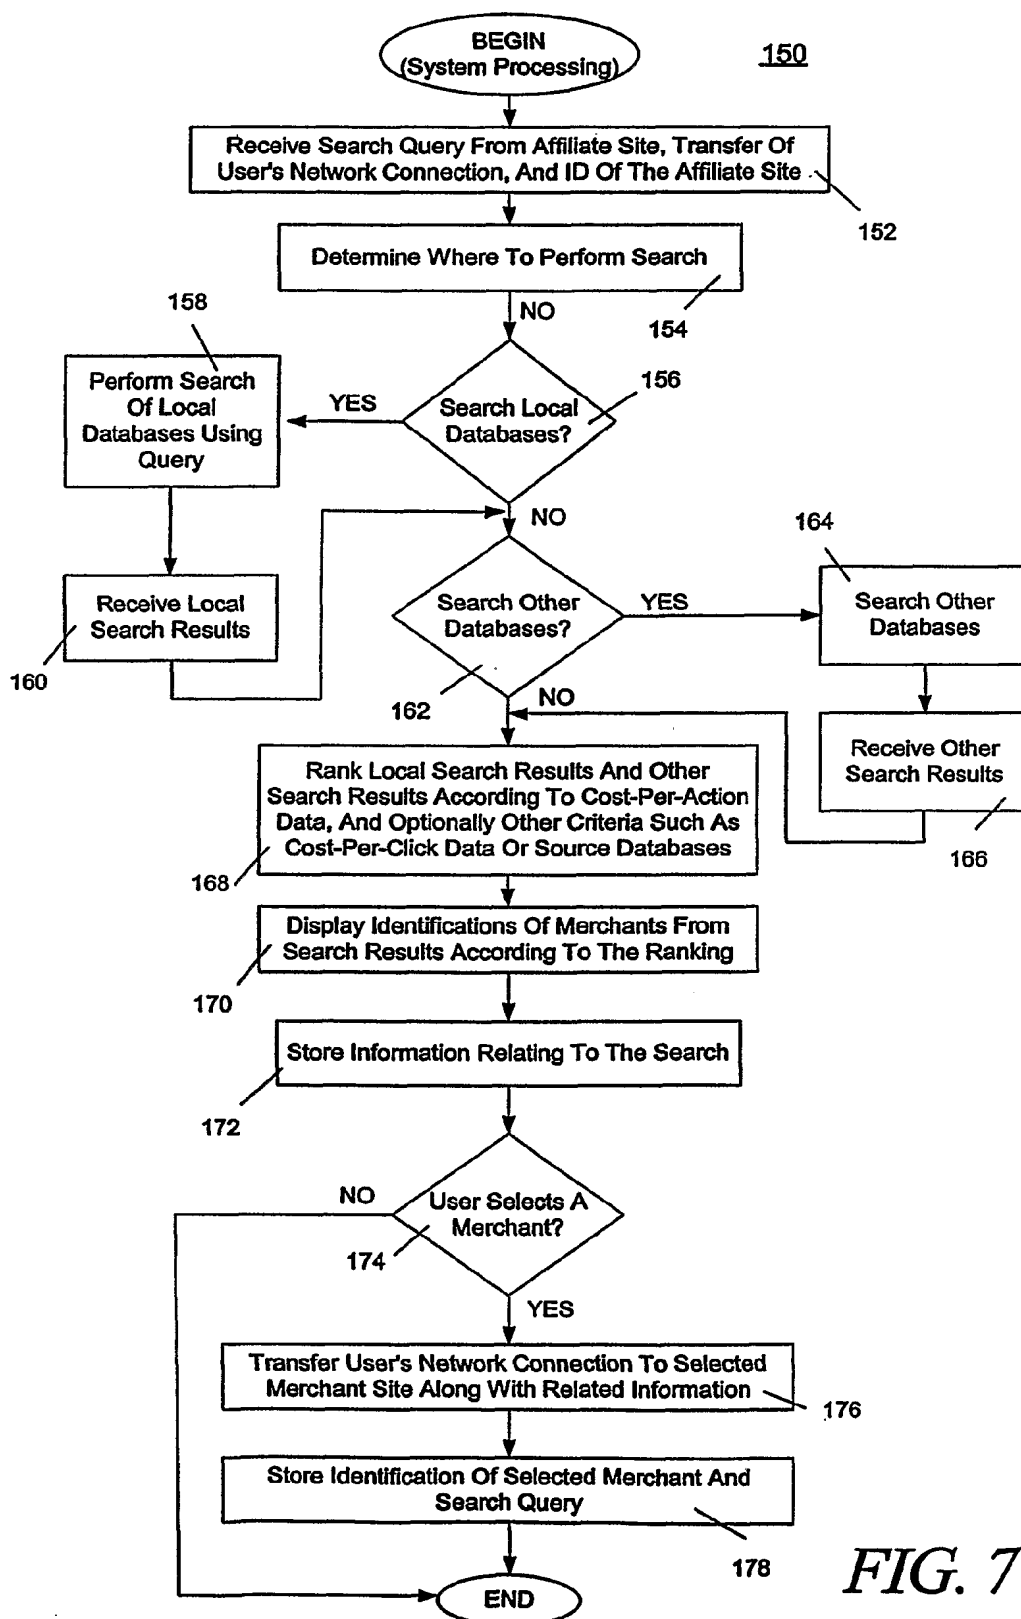 BEGIN
(System Processing)
150
Receive Search Query From Affiliate Site, Transfer Of
User's Network Connection, And ID Of The Affiliate Site
152
Determine Where To Perform Search
154
NO
158
Perform Search
Of Local
Databases Using
Query
YES
Search Local
Databases?
156
NO
164
Receive Local
Search Results
160
Search Other
Databases?
162
YES
Search Other
Databases
NO
Receive Other
Search Results
166
Rank Local Search Results And Other
Search Results According To Cost-Per-Action
Data, And Optionally Other Criteria Such As
Cost-Per-Click Data Or Source Databases
168
Display Identifications Of Merchants From
Search Results According To The Ranking
170
Store Information Relating To The Search
172
NO
User Selects A
Merchant?
174
YES
Transfer User's Network Connection To Selected
Merchant Site Along With Related Information
176
Store Identification Of Selected Merchant And
Search Query
178
END
FIG. 7